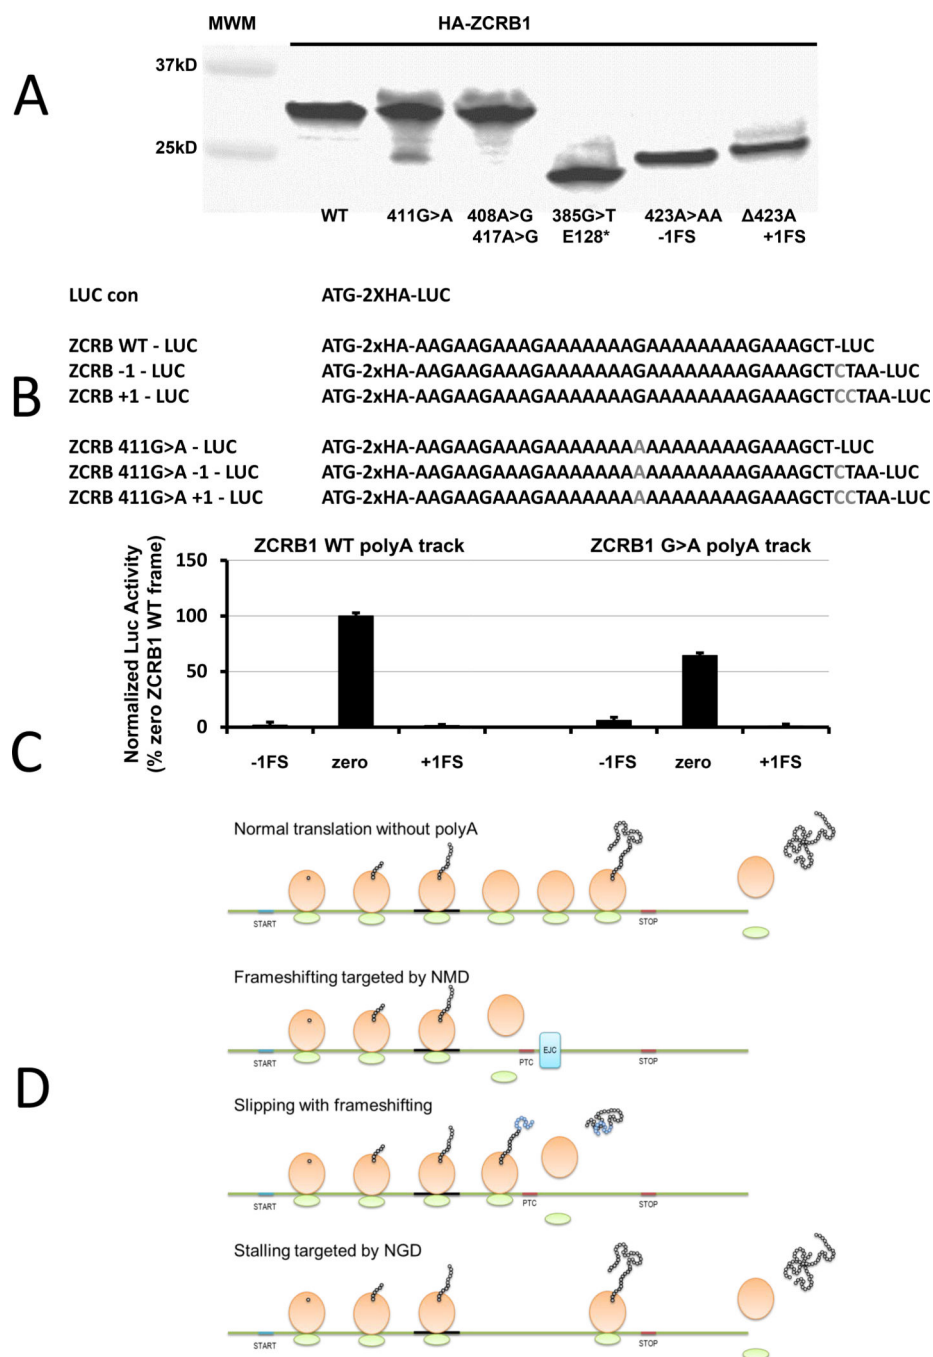 MWM HA-ZCRB1
A
37kD
25kD
WT 411G>A 408A>G 385G>T 423A>AA Δ423A
417A>G E128* -1FS +1FS
B
LUC con ATG-2XHA-LUC
ZCRB WT - LUC ATG-2xHA-AAGAAGAAAGAAAAAAAGAAAAAAAAGAAAGCT-LUC
ZCRB -1 - LUC ATG-2xHA-AAGAAGAAAGAAAAAAAGAAAAAAAAGAAAGCTCTAA-LUC
ZCRB +1 - LUC ATG-2xHA-AAGAAGAAAGAAAAAAAGAAAAAAAAGAAAGCTCCTAA-LUC
ZCRB 411G>A - LUC ATG-2xHA-AAGAAGAAAGAAAAAAAAAAAAAAAAGAAAGCT-LUC
ZCRB 411G>A -1 - LUC ATG-2xHA-AAGAAGAAAGAAAAAAAAAAAAAAAAGAAAGCTCTAA-LUC
ZCRB 411G>A +1 - LUC ATG-2xHA-AAGAAGAAAGAAAAAAAAAAAAAAAAGAAAGCTCCTAA-LUC
C
ZCRB1 WT polyA track ZCRB1 G>A polyA track
Normalized Luc Activity
(% zero ZCRB1 WT frame)
150
100
50
0
-1FS zero +1FS -1FS zero +1FS
D
Normal translation without polyA
START STOP
Frameshifting targeted by NMD
EJC
START PTC STOP
Slipping with frameshifting
START PTC STOP
Stalling targeted by NGD
START STOP